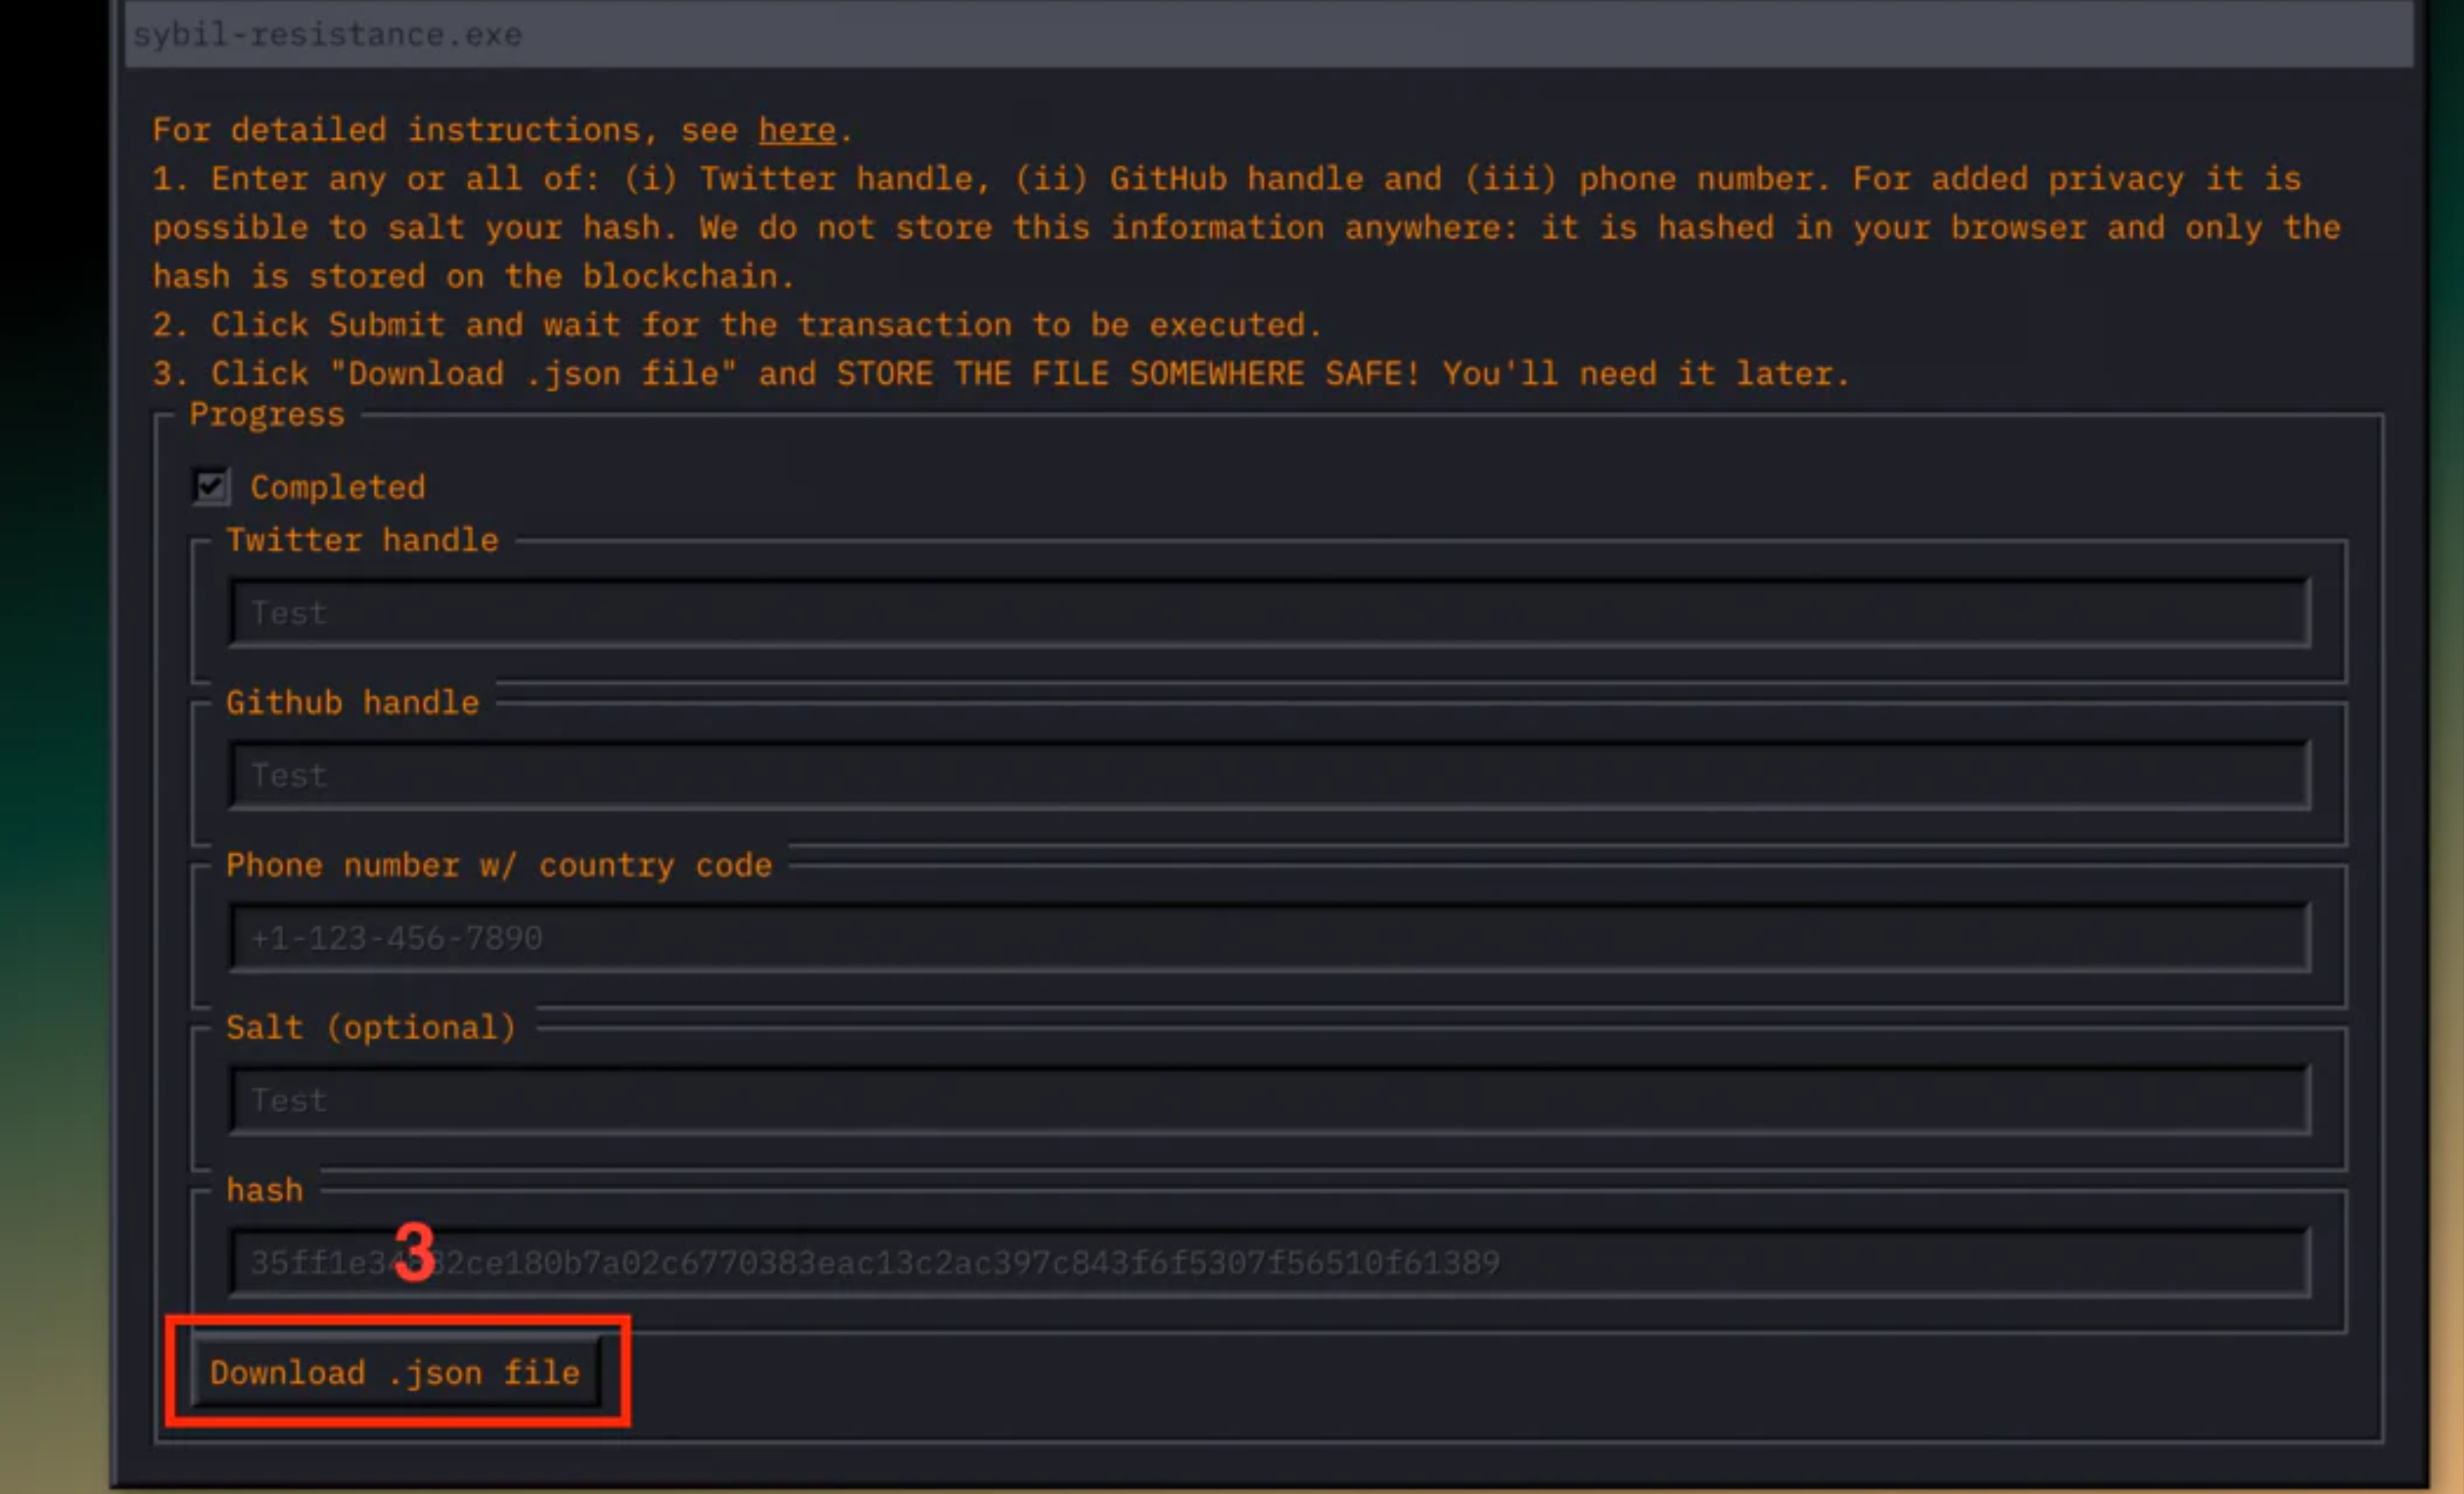 sybil-resistance.exe
For detailed instructions, see here.
1. Enter any or all of: (i) Twitter handle, (ii) GitHub handle and (iii) phone number. For added privacy it is
possible to salt your hash. We do not store this information anywhere: it is hashed in your browser and only the
hash is stored on the blockchain.
2. Click Submit and wait for the transaction to be executed.
3. Click "Download .json file" and STORE THE FILE SOMEWHERE SAFE! You'll need it later.
Progress
Completed
Twitter handle
Test
Github handle
Test
Phone number w/ country code
+1-123-456-7890
Salt (optional)
Test
hash
3
Download .json file